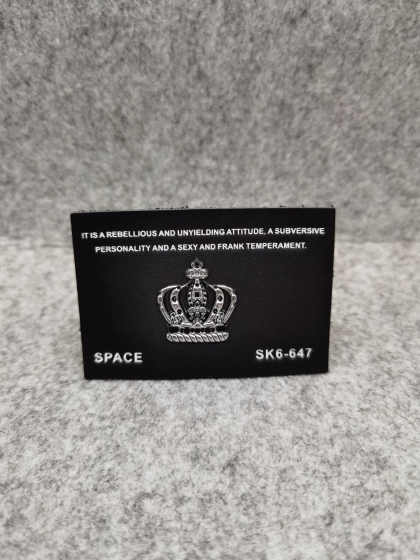 IT IS A REBELLIOUS AND UNYIELDING ATTITUDE, A SUBVERSIVE
PERSONALITY AND A SEXY AND FRANK TEMPERAMENT.
SPACE
SK6-647